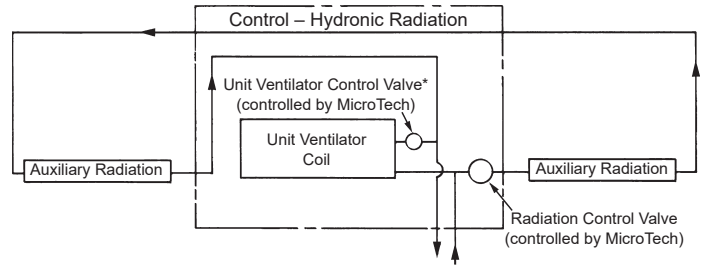 Control – Hydronic Radiation
Unit Ventilator Control Valve*
(controlled by MicroTech)
Unit Ventilator
Coil
Auxiliary Radiation
Auxiliary Radiation
Radiation Control Valve
(controlled by MicroTech)